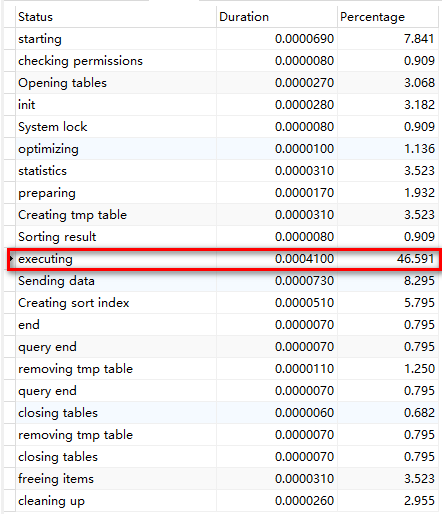 Status Duration Percentage
starting 0.0000690 7.841
checking permissions 0.0000080 0.909
Opening tables 0.0000270 3.068
init 0.0000280 3.182
System lock 0.0000080 0.909
optimizing 0.0000100 1.136
statistics 0.0000310 3.523
preparing 0.0000170 1.932
Creating tmp table 0.0000310 3.523
Sorting result 0.0000080 0.909
executing 0.0004100 46.591
Sending data 0.0000730 8.295
Creating sort index 0.0000510 5.795
end 0.0000070 0.795
query end 0.0000070 0.795
removing tmp table 0.0000110 1.250
query end 0.0000070 0.795
closing tables 0.0000060 0.682
removing tmp table 0.0000070 0.795
closing tables 0.0000070 0.795
freeing items 0.0000310 3.523
cleaning up 0.0000260 2.955